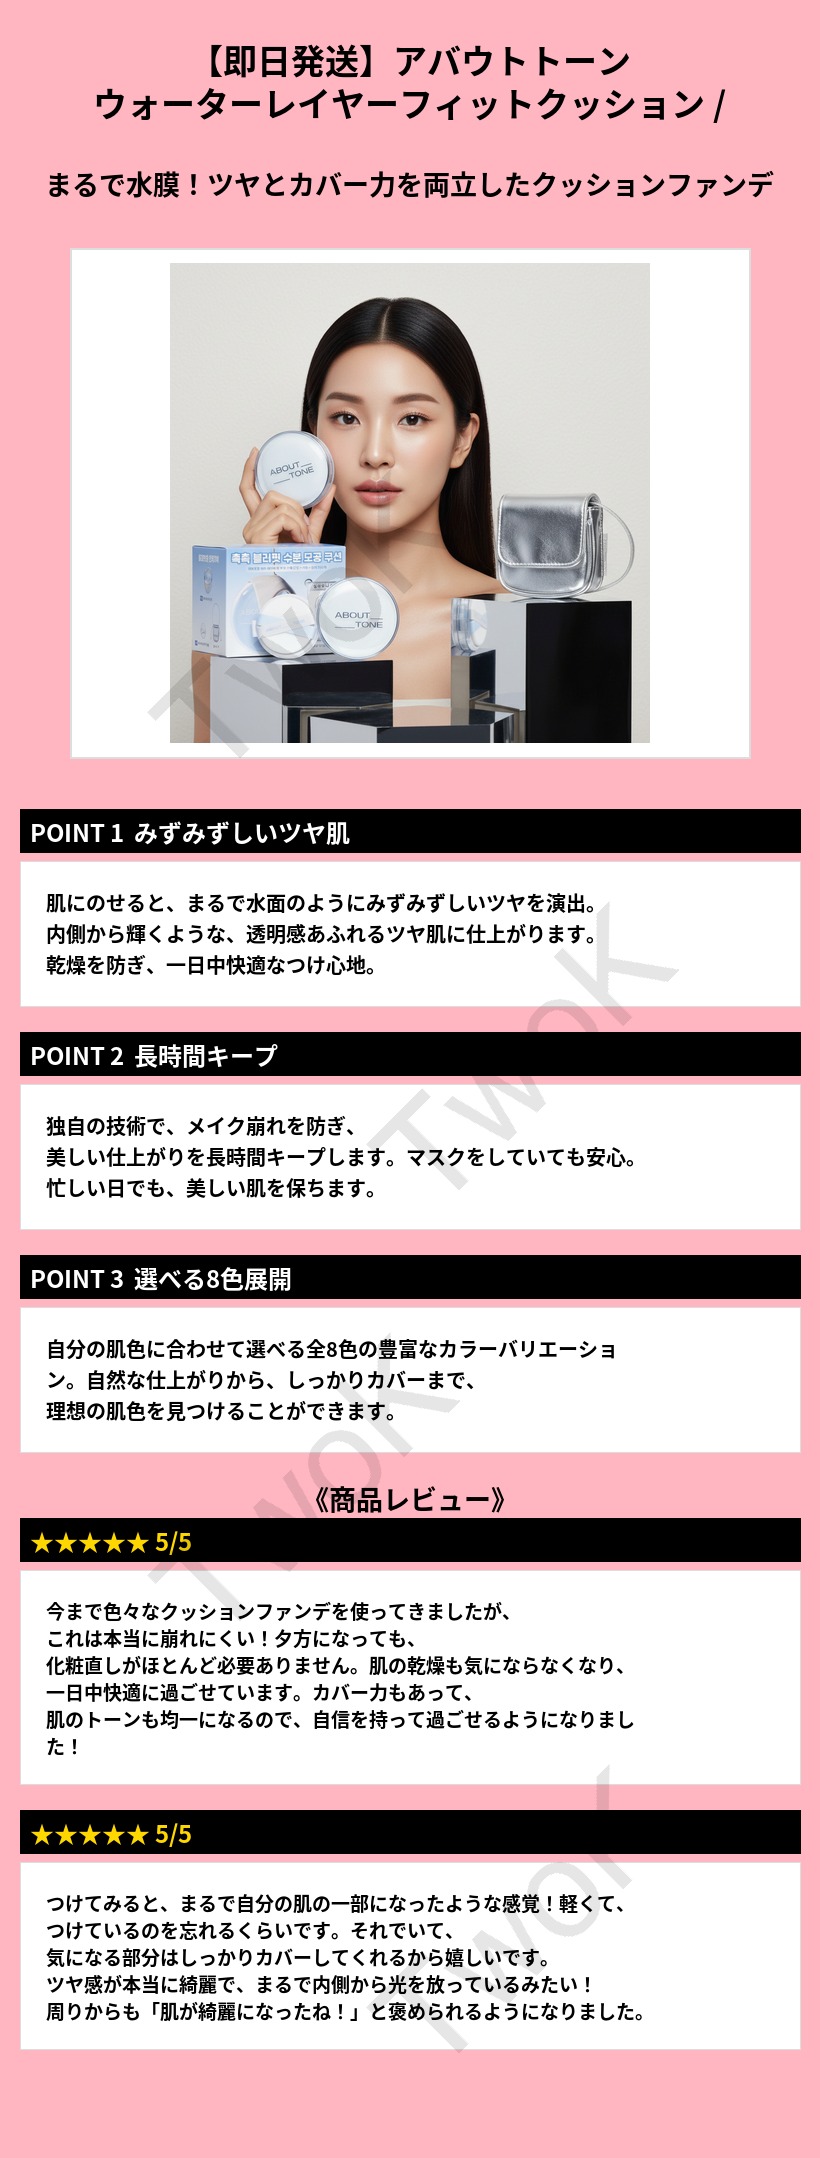 【即日発送】アバウトトーン
ウォーターレイヤーフィットクッション /
まるで水膜！ツヤとカバー力を両立したクッションファンデ
ABOUT
TONE
촉촉 블러핏 수분 모공 쿠션
ABOUT
TONE
TwoK
POINT 1 みずみずしいツヤ肌
肌にのせると、まるで水面のようにみずみずしいツヤを演出。
内側から輝くような、透明感あふれるツヤ肌に仕上がります。
乾燥を防ぎ、一日中快適なつけ心地。
TwoK
POINT 2 長時間キープ
独自の技術で、メイク崩れを防ぎ、
美しい仕上がりを長時間キープします。マスクをしていても安心。
忙しい日でも、美しい肌を保ちます。
POINT 3 選べる8色展開
自分の肌色に合わせて選べる全8色の豊富なカラーバリエーショ
ン。自然な仕上がりから、しっかりカバーまで、
理想の肌色を見つけることができます。
TwoK
《商品レビュー》
★★★★★ 5/5
今まで色々なクッションファンデを使ってきましたが、
これは本当に崩れにくい！夕方になっても、
化粧直しがほとんど必要ありません。肌の乾燥も気にならなくなり、
一日中快適に過ごせています。カバー力もあって、
肌のトーンも均一になるので、自信を持って過ごせるようになりまし
た！
★★★★★ 5/5
つけてみると、まるで自分の肌の一部になったような感覚！軽くて、
つけているのを忘れるくらいです。それでいて、
気になる部分はしっかりカバーしてくれるから嬉しいです。
ツヤ感が本当に綺麗で、まるで内側から光を放っているみたい！
周りからも「肌が綺麗になったね！」と褒められるようになりました。
TwoK